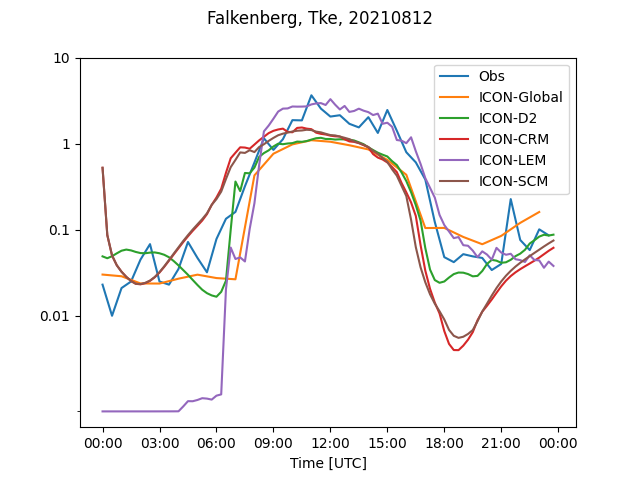 Falkenberg, Tke, 20210812
10
1
0.1
0.01
Obs
ICON-Global
ICON-D2
ICON-CRM
ICON-LEM
ICON-SCM
00:00 03:00 06:00 09:00 12:00 15:00 18:00 21:00 00:00
Time [UTC]